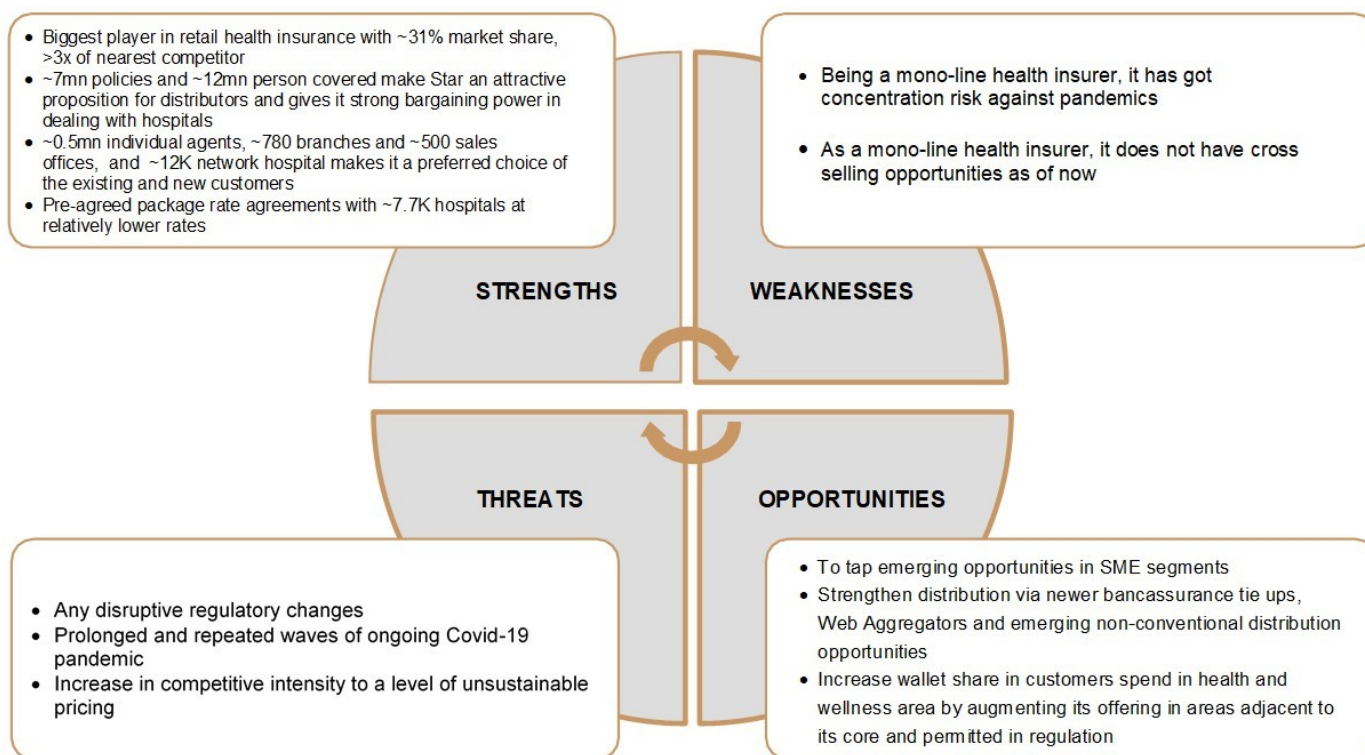 • Biggest player in retail health insurance with ~31% market share,
>3x of nearest competitor
• ~7mn policies and ~12mn person covered make Star an attractive
proposition for distributors and gives it strong bargaining power in
dealing with hospitals
• ~0.5mn individual agents, ~780 branches and ~500 sales
offices, and ~12K network hospital makes it a preferred choice of
the existing and new customers
• Pre-agreed package rate agreements with ~7.7K hospitals at
relatively lower rates
• Being a mono-line health insurer, it has got
concentration risk against pandemics
• As a mono-line health insurer, it does not have cross
selling opportunities as of now
STRENGTHS
WEAKNESSES
THREATS
OPPORTUNITIES
• Any disruptive regulatory changes
• Prolonged and repeated waves of ongoing Covid-19
pandemic
• Increase in competitive intensity to a level of unsustainable
pricing
• To tap emerging opportunities in SME segments
• Strengthen distribution via newer bancassurance tie ups,
Web Aggregators and emerging non-conventional distribution
opportunities
• Increase wallet share in customers spend in health and
wellness area by augmenting its offering in areas adjacent to
its core and permitted in regulation